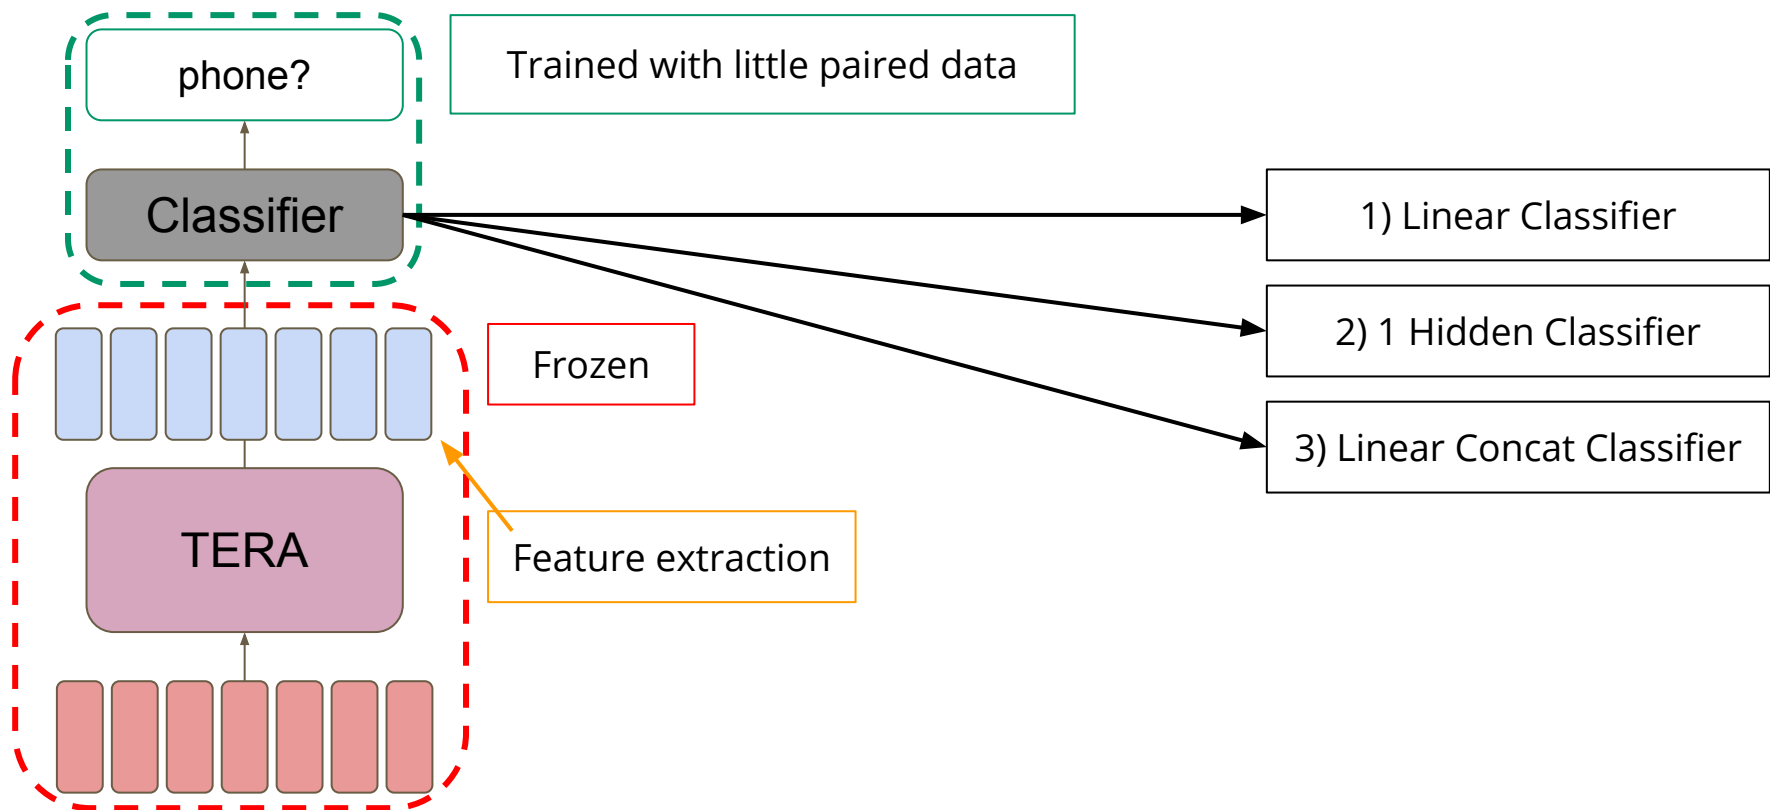 phone?
Trained with little paired data
Classifier
1) Linear Classifier
2) 1 Hidden Classifier
Frozen
3) Linear Concat Classifier
TERA
Feature extraction